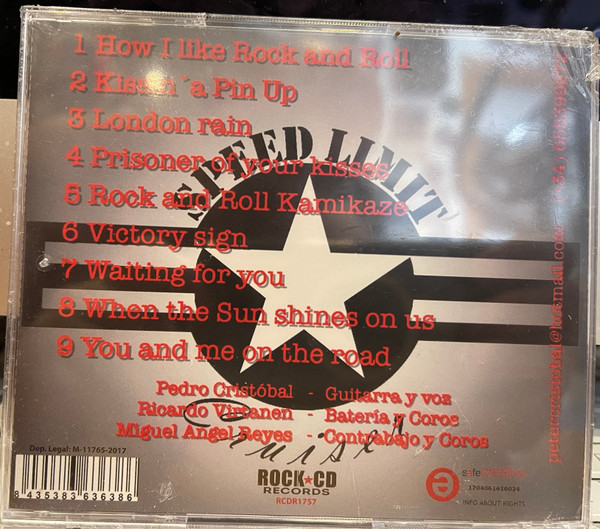 1 How I like Rock and Roll
2 Kissin´a Pin Up
3 London rain
SPEED LIMIT
4 Prisoner of your kisses
5 Rock and Roll Kamikaze
6 Victory sign
7 Waiting for you
8 When the Sun shines on us
9 You and me on the road
Pedro Cristóbal - Guitarra y voz
Ricardo Virtanen - Batería y Coros
Miguel Angel Reyes - Contrabajo y Coros
Dep. Legal: M-11765-2017
8 435383 636386
ROCK★CD
RECORDS
RCDR1757
INFO ABOUT RIGHTS